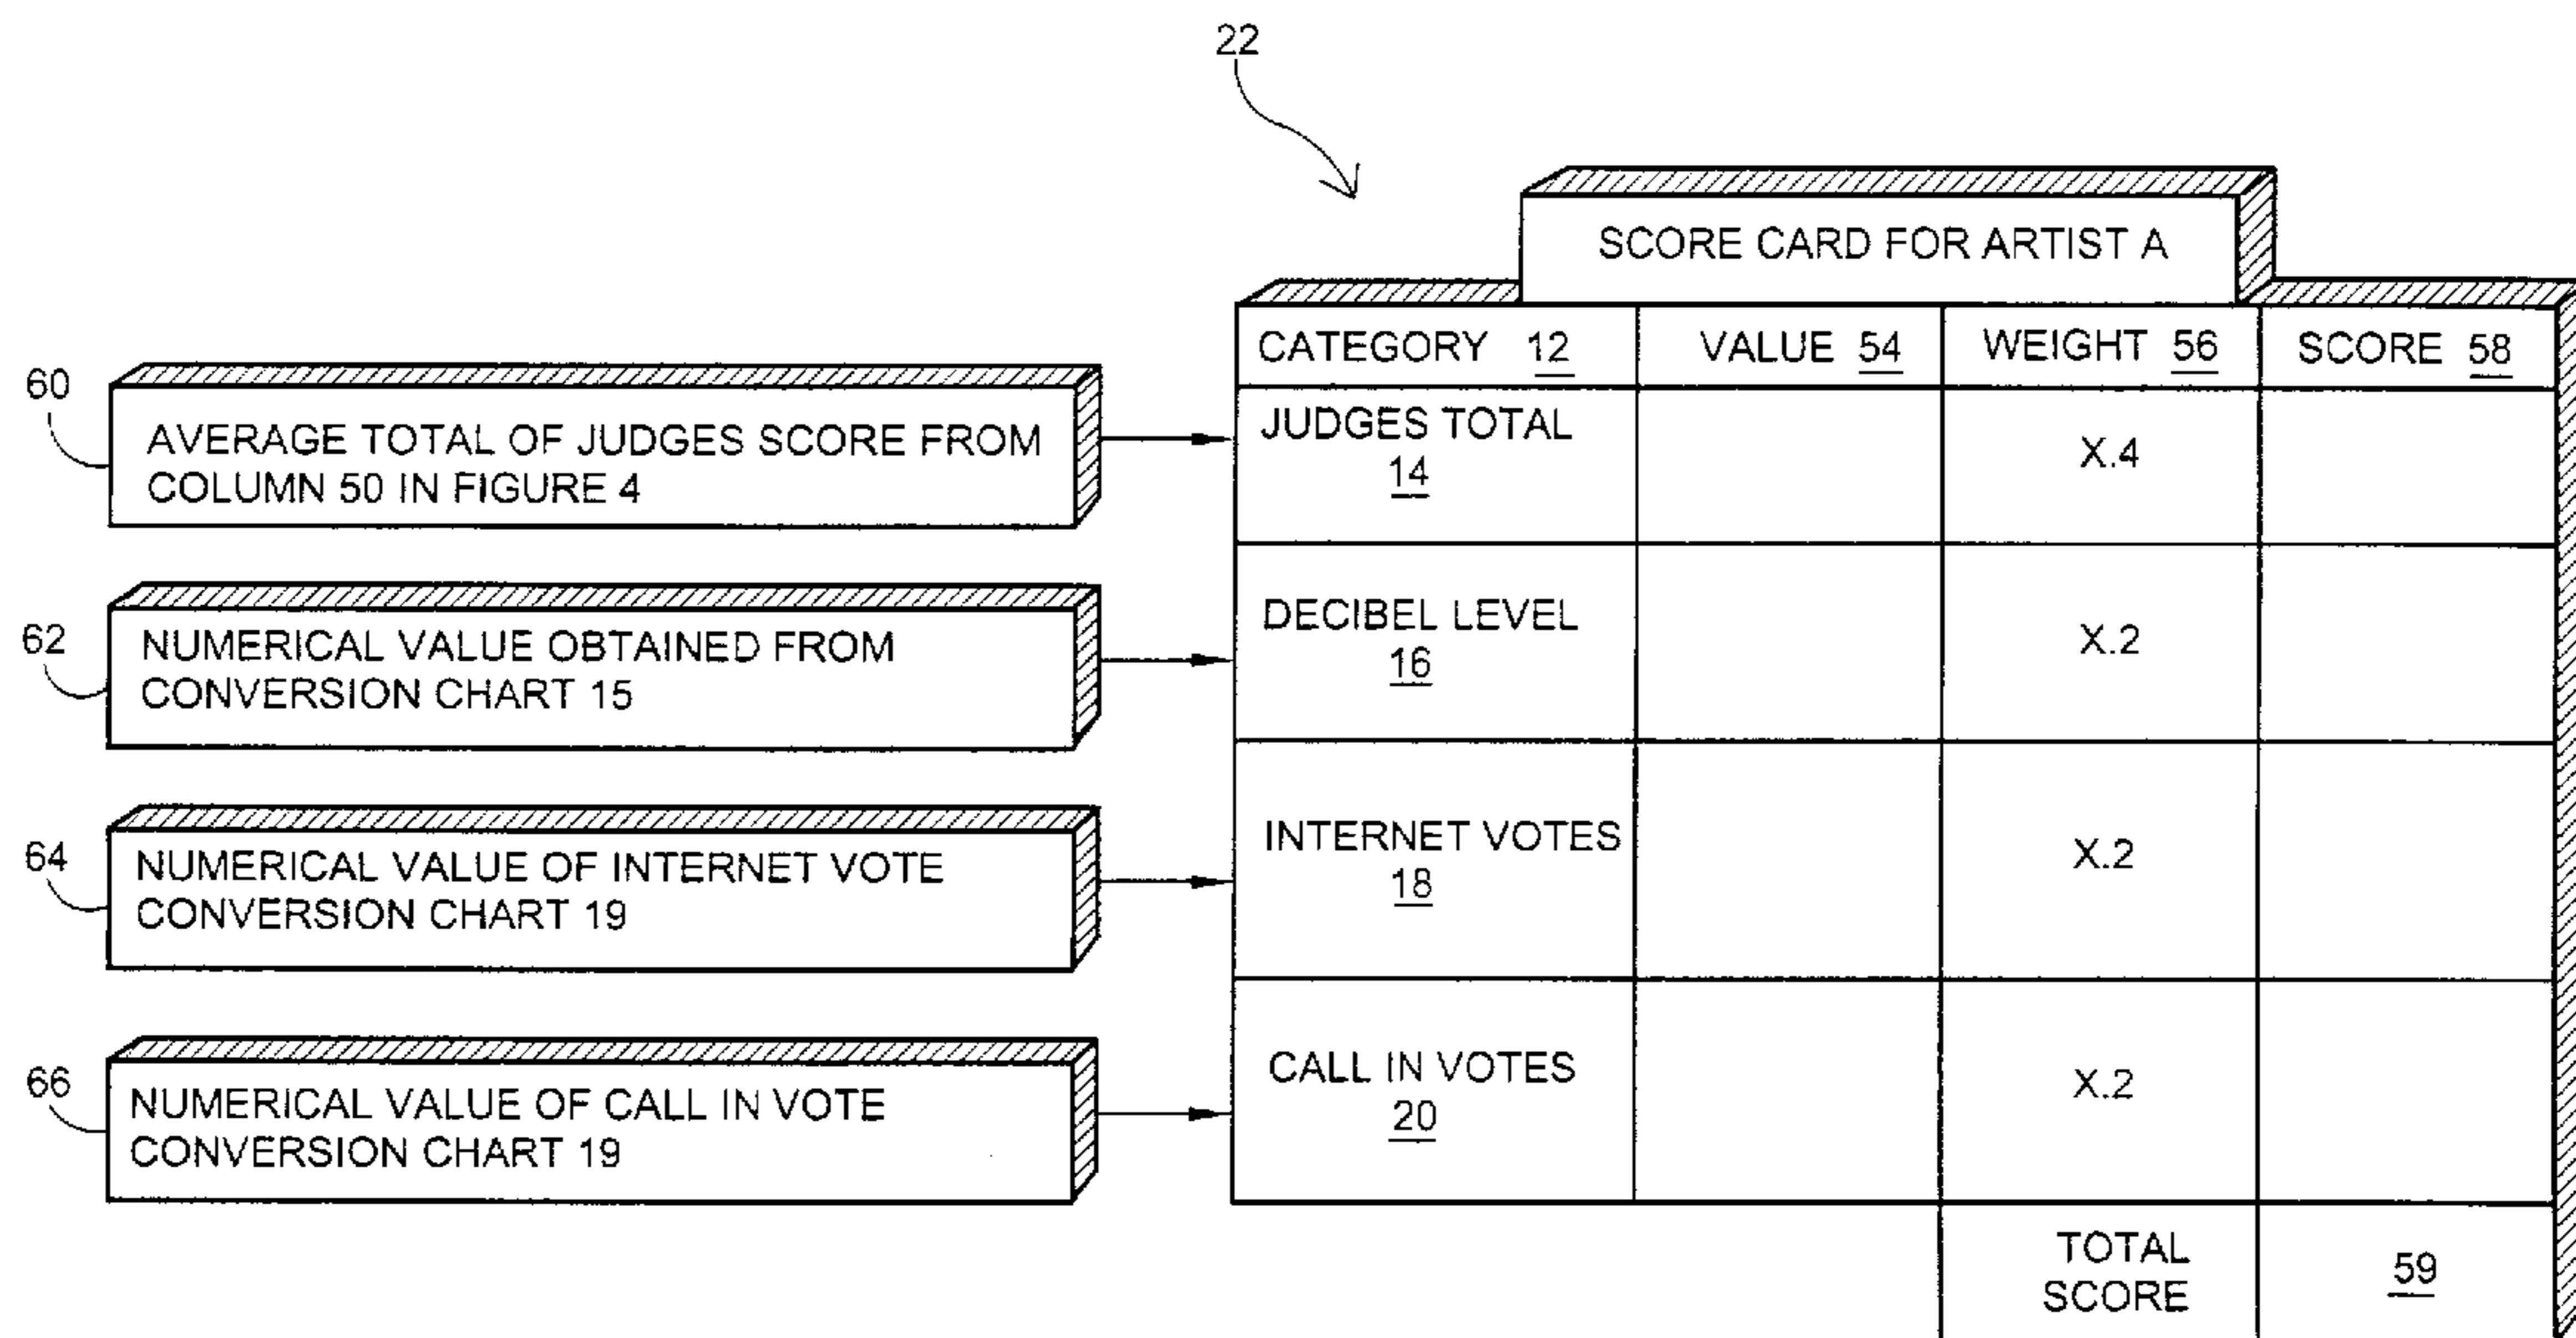 22
SCORE CARD FOR ARTIST A
CATEGORY 12 VALUE 54 WEIGHT 56 SCORE 58
60
AVERAGE TOTAL OF JUDGES SCORE FROM
COLUMN 50 IN FIGURE 4
JUDGES TOTAL
14
X.4
62
NUMERICAL VALUE OBTAINED FROM
CONVERSION CHART 15
DECIBEL LEVEL
16
X.2
64
NUMERICAL VALUE OF INTERNET VOTE
CONVERSION CHART 19
INTERNET VOTES
18
X.2
66
NUMERICAL VALUE OF CALL IN VOTE
CONVERSION CHART 19
CALL IN VOTES
20
X.2
TOTAL
SCORE
59